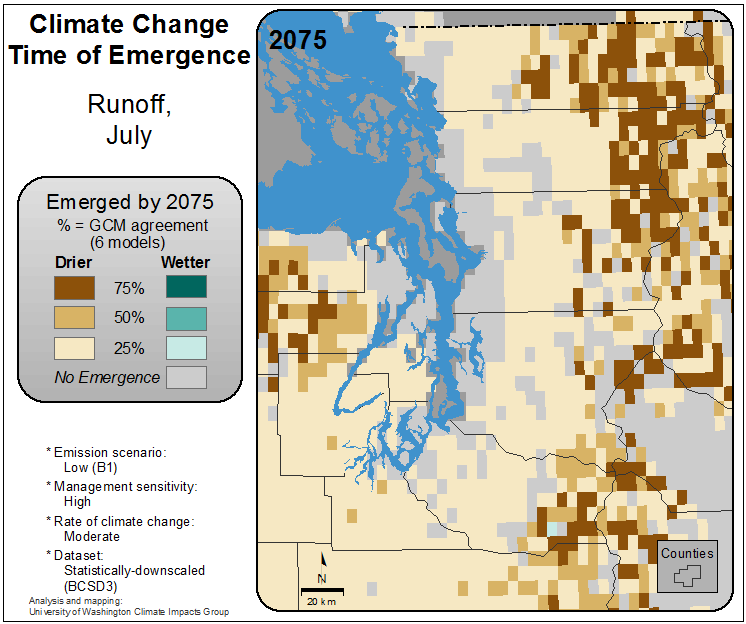 Climate Change
Time of Emergence
Runoff,
July
Emerged by 2075
% = GCM agreement
(6 models)
Drier Wetter
75%
50%
25%
No Emergence
* Emission scenario:
Low (B1)
* Management sensitivity:
High
* Rate of climate change:
Moderate
* Dataset:
Statistically-downscaled
(BCSD3)
Analysis and mapping:
University of Washington Climate Impacts Group
2075
N
20 km
Counties